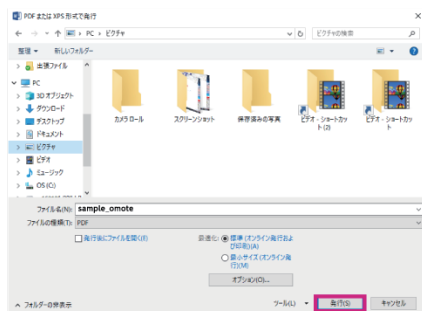 PDF または XPS 形式で発行
PC › ピクチャ
ピクチャの検索
整理
新しいフォルダー
出張ファイル
PC
3D オブジェクト
ダウンロード
デスクトップ
ドキュメント
ピクチャ
ビデオ
ミュージック
OS (C:)
カメラ ロール
スクリーンショット
保存済みの写真
ビデオ - ショートカット (2)
ビデオ - ショートカット
ファイル名(N): sample_omote
ファイルの種類(T): PDF
発行後にファイルを開く(E)
最適化: 標準 (オンライン発行および印刷)(A)
最小サイズ (オンライン発行)(M)
オプション(O)...
フォルダーの非表示
ツール(L)
発行(S)
キャンセル